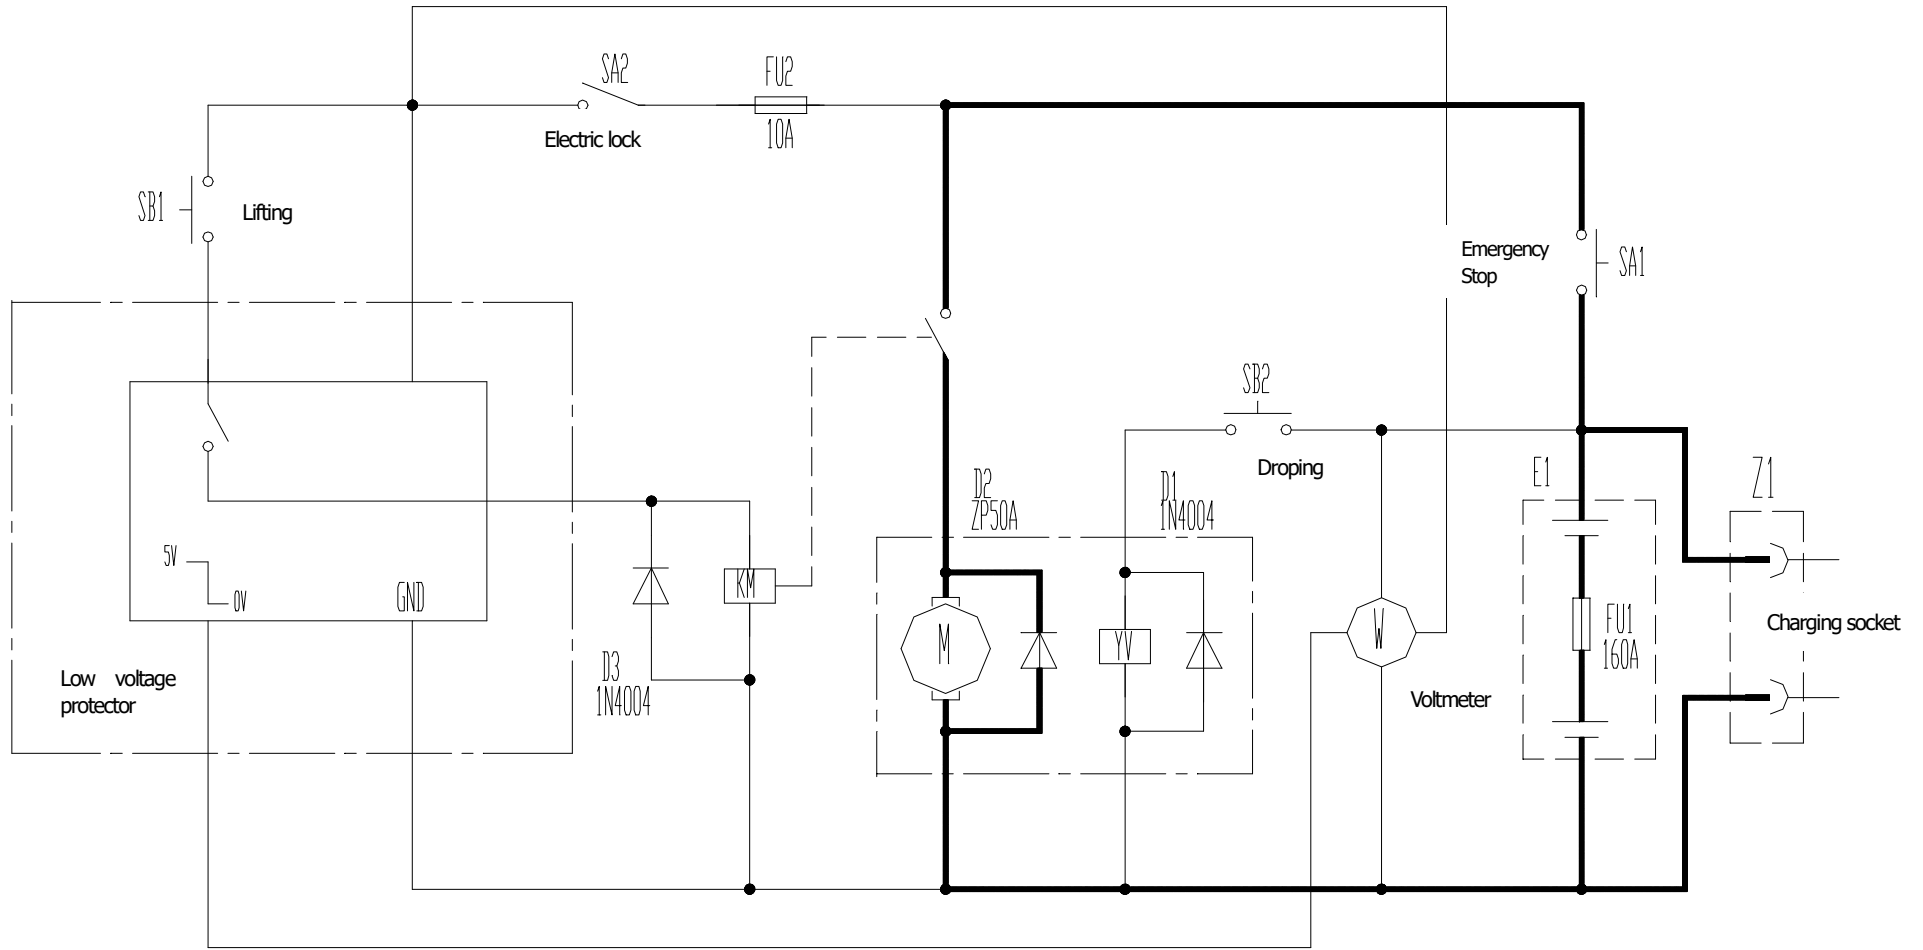 SA2
FU2
Electric lock
10A
SB1
Lifting
Emergency
Stop
SA1
SB2
Droping
D2
ZP50A
D1
1N4004
E1
Z1
5V
0V
GND
KM
M
YV
W
FU1
160A
Charging socket
Low voltage
protector
D3
1N4004
Voltmeter